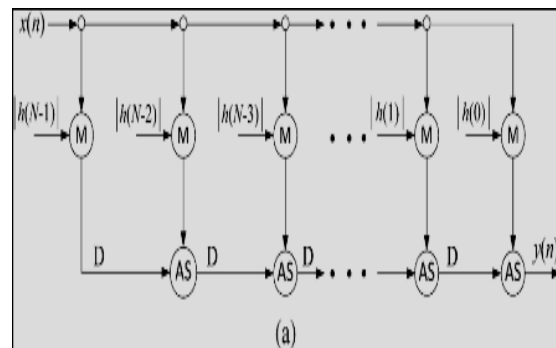 x(n)
|h(N-1)| |h(N-2)| |h(N-3)| |h(1)| |h(0)|
M M M M M
D D D D y(n)
AS AS AS AS
(a)